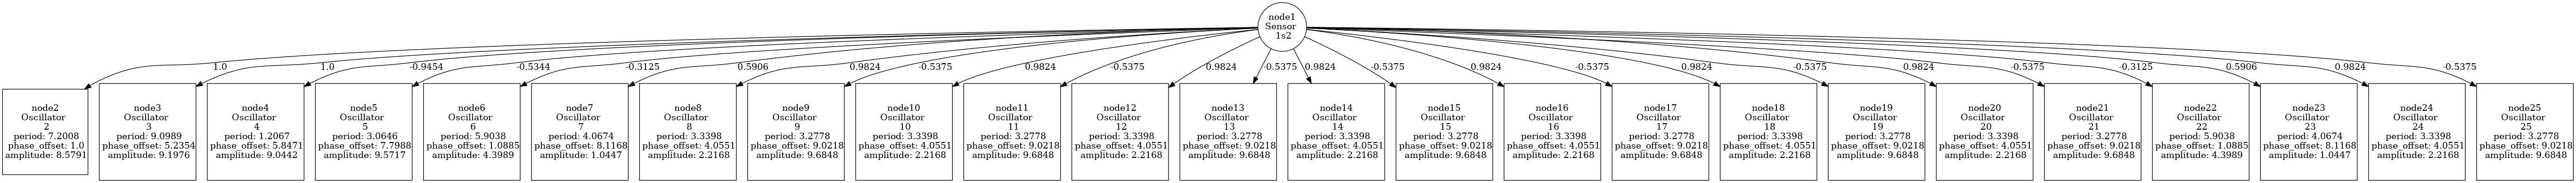 node1
Sensor
1s2
1.0
1.0
-0.9454
-0.5344
-0.3125
0.5906
0.9824
-0.5375
0.9824
-0.5375
0.9824
-0.5375
0.9824
-0.5375
0.9824
-0.5375
0.9824
-0.5375
0.9824
-0.5375
-0.3125
0.5906
0.9824
-0.5375
node2
Oscillator
2
period: 7.2008
phase_offset: 1.0
amplitude: 8.5791
node3
Oscillator
3
period: 9.0989
phase_offset: 5.2354
amplitude: 9.1976
node4
Oscillator
4
period: 1.2067
phase_offset: 5.8471
amplitude: 9.0442
node5
Oscillator
5
period: 3.0646
phase_offset: 7.7988
amplitude: 9.5717
node6
Oscillator
6
period: 5.9038
phase_offset: 1.0885
amplitude: 4.3989
node7
Oscillator
7
period: 4.0674
phase_offset: 8.1168
amplitude: 1.0447
node8
Oscillator
8
period: 3.3398
phase_offset: 4.0551
amplitude: 2.2168
node9
Oscillator
9
period: 3.2778
phase_offset: 9.0218
amplitude: 9.6848
node10
Oscillator
10
period: 3.3398
phase_offset: 4.0551
amplitude: 2.2168
node11
Oscillator
11
period: 3.2778
phase_offset: 9.0218
amplitude: 9.6848
node12
Oscillator
12
period: 3.3398
phase_offset: 4.0551
amplitude: 2.2168
node13
Oscillator
13
period: 3.2778
phase_offset: 9.0218
amplitude: 9.6848
node14
Oscillator
14
period: 3.3398
phase_offset: 4.0551
amplitude: 2.2168
node15
Oscillator
15
period: 3.2778
phase_offset: 9.0218
amplitude: 9.6848
node16
Oscillator
16
period: 3.3398
phase_offset: 4.0551
amplitude: 2.2168
node17
Oscillator
17
period: 3.2778
phase_offset: 9.0218
amplitude: 9.6848
node18
Oscillator
18
period: 3.3398
phase_offset: 4.0551
amplitude: 2.2168
node19
Oscillator
19
period: 3.2778
phase_offset: 9.0218
amplitude: 9.6848
node20
Oscillator
20
period: 3.3398
phase_offset: 4.0551
amplitude: 2.2168
node21
Oscillator
21
period: 3.2778
phase_offset: 9.0218
amplitude: 9.6848
node22
Oscillator
22
period: 5.9038
phase_offset: 1.0885
amplitude: 4.3989
node23
Oscillator
23
period: 4.0674
phase_offset: 8.1168
amplitude: 1.0447
node24
Oscillator
24
period: 3.3398
phase_offset: 4.0551
amplitude: 2.2168
node25
Oscillator
25
period: 3.2778
phase_offset: 9.0218
amplitude: 9.6848